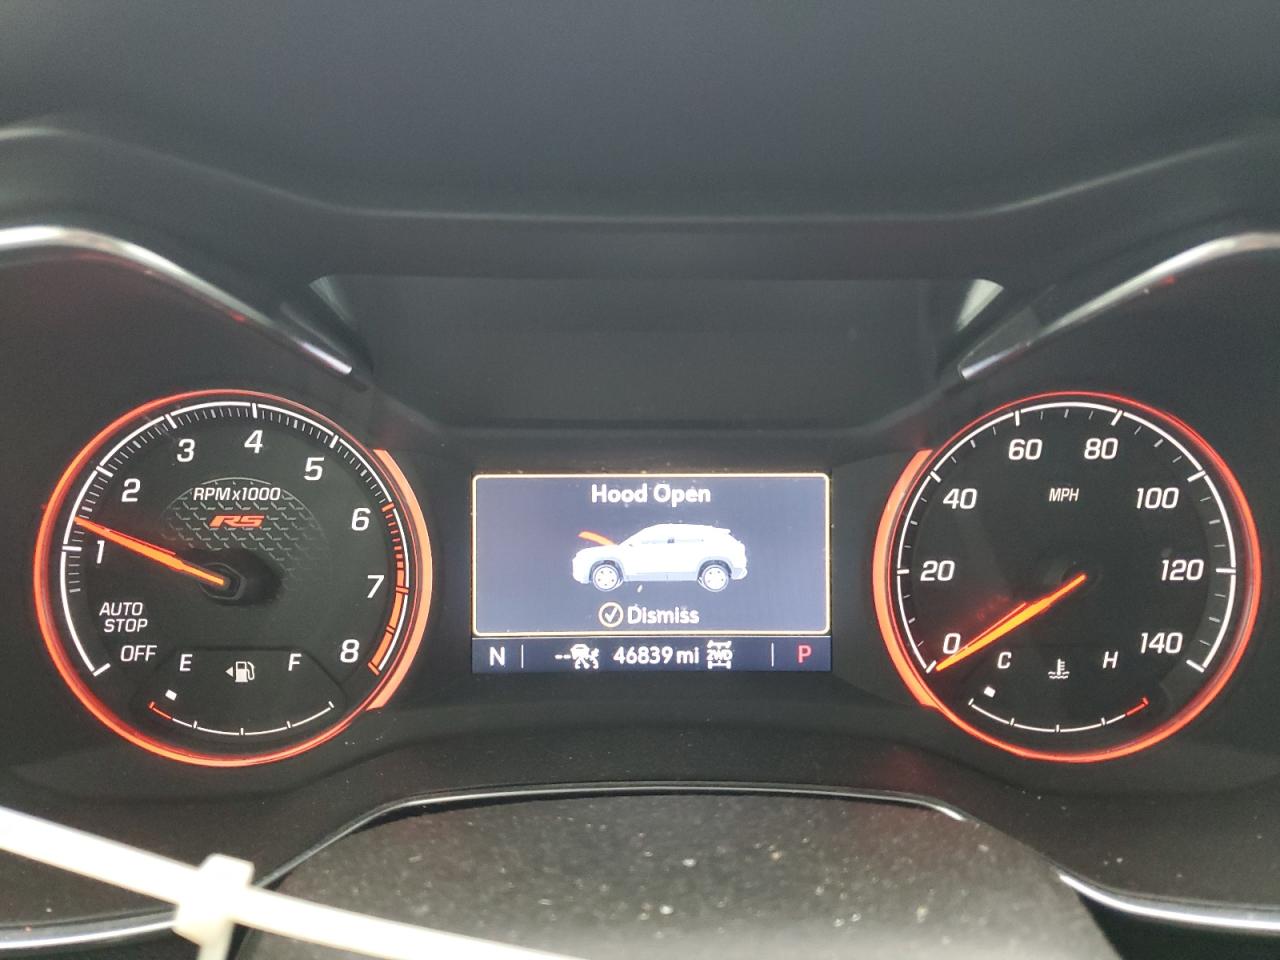 1
2
3
4
5
6
7
8
RPMx1000
RS
AUTO
STOP
OFF
E
F
Hood Open
Dismiss
N
--
46839 mi
2WD
P
0
20
40
60
80
100
120
140
MPH
C
H